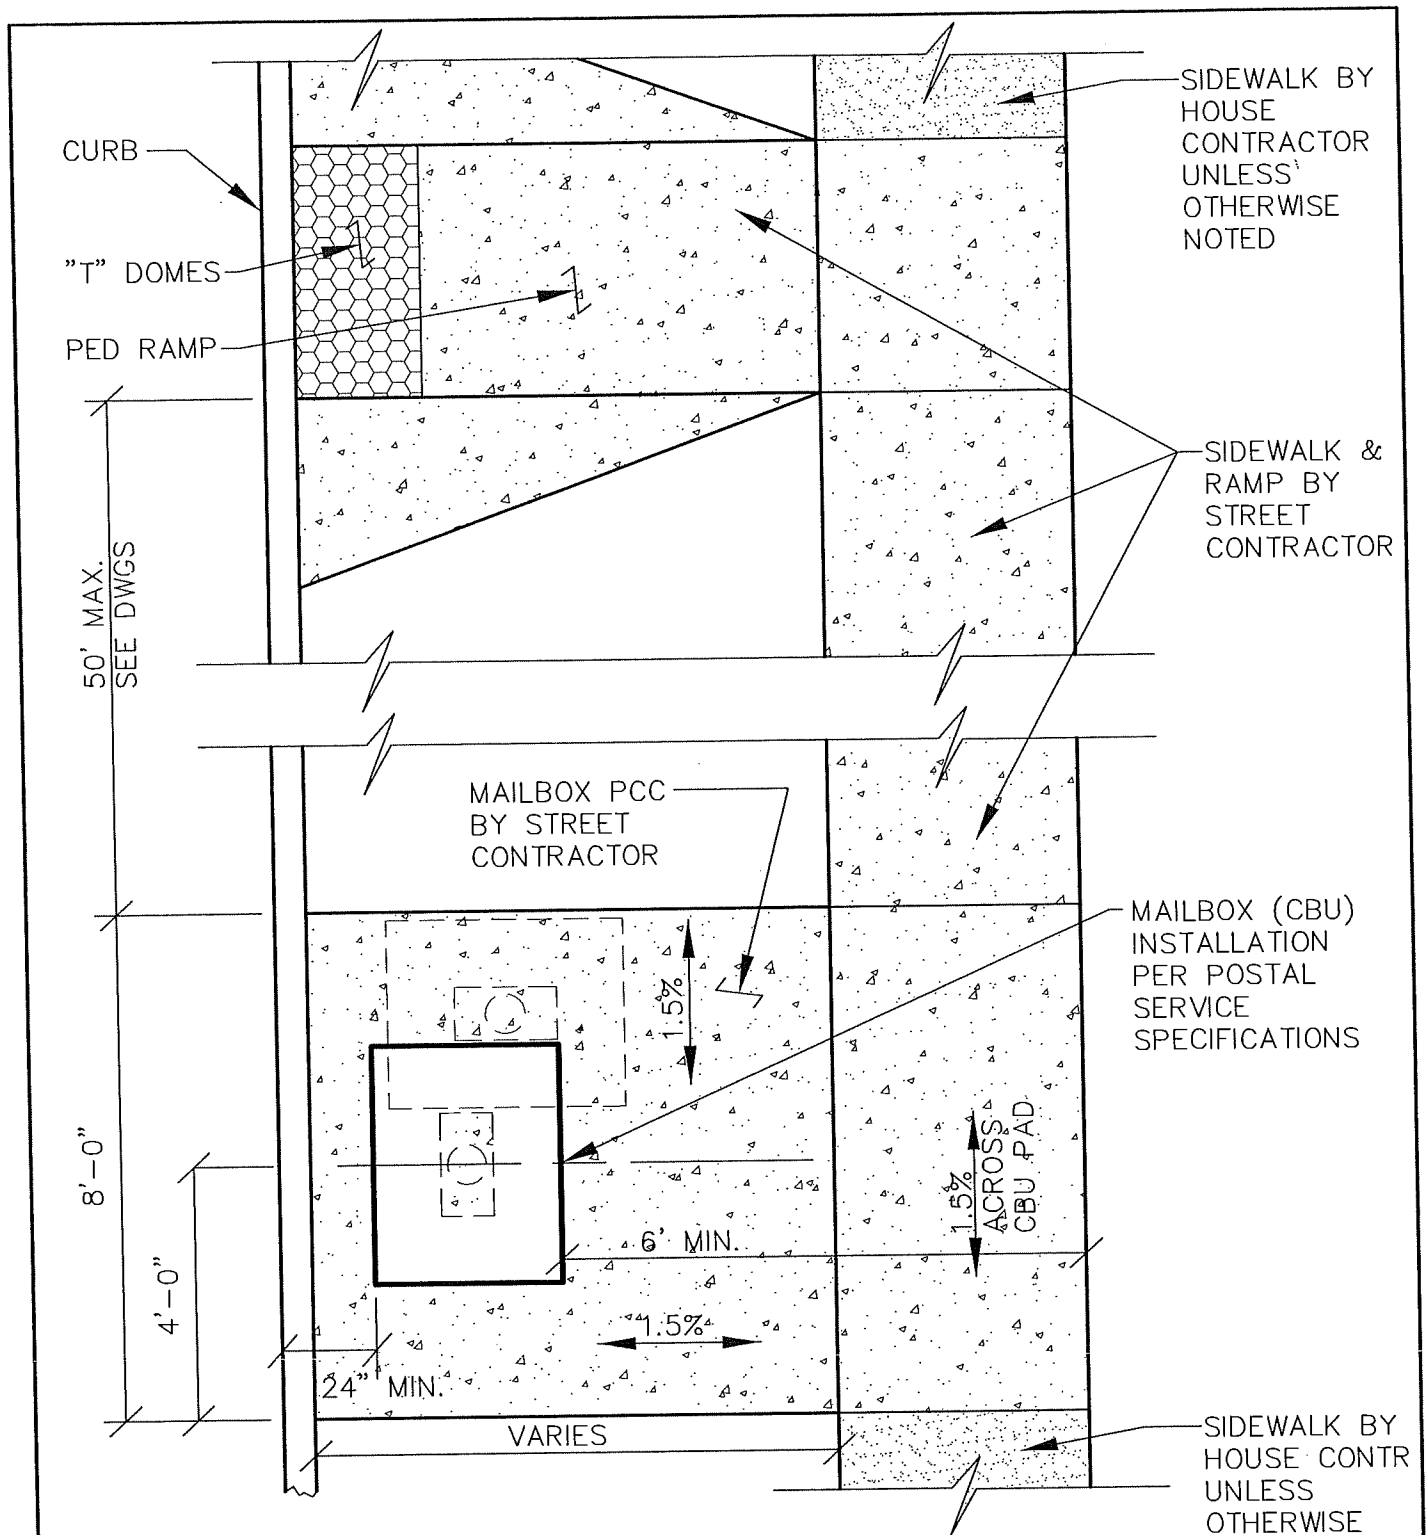 SIDEWALK BY
HOUSE
CONTRACTOR
UNLESS
OTHERWISE
NOTED
CURB
"T" DOMES
PED RAMP
SIDEWALK &
RAMP BY
STREET
CONTRACTOR
50' MAX.
SEE DWGS
MAILBOX PCC
BY STREET
CONTRACTOR
MAILBOX (CBU)
INSTALLATION
PER POSTAL
SERVICE
SPECIFICATIONS
1.5%
8'-0"
4'-0"
1.5%
ACROSS
CBU PAD
6' MIN.
1.5%
24" MIN.
VARIES
SIDEWALK BY
HOUSE CONTR
UNLESS
OTHERWISE